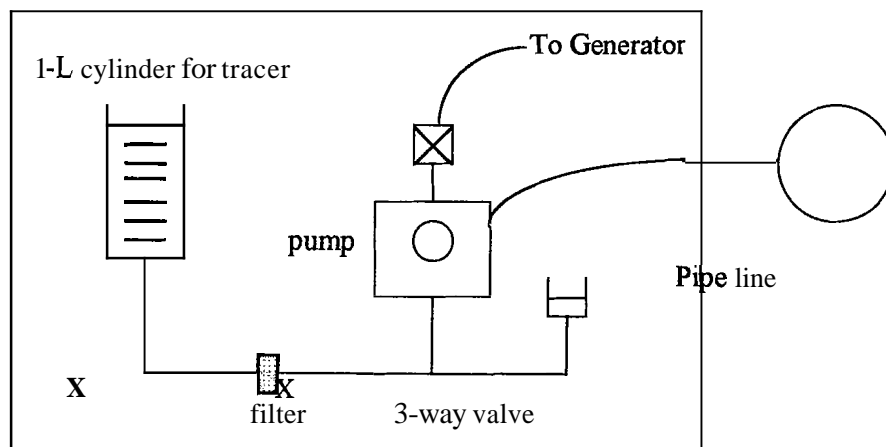 To Generator
1-L cylinder for tracer
pump
Pipe line
X
X
filter
3-way valve